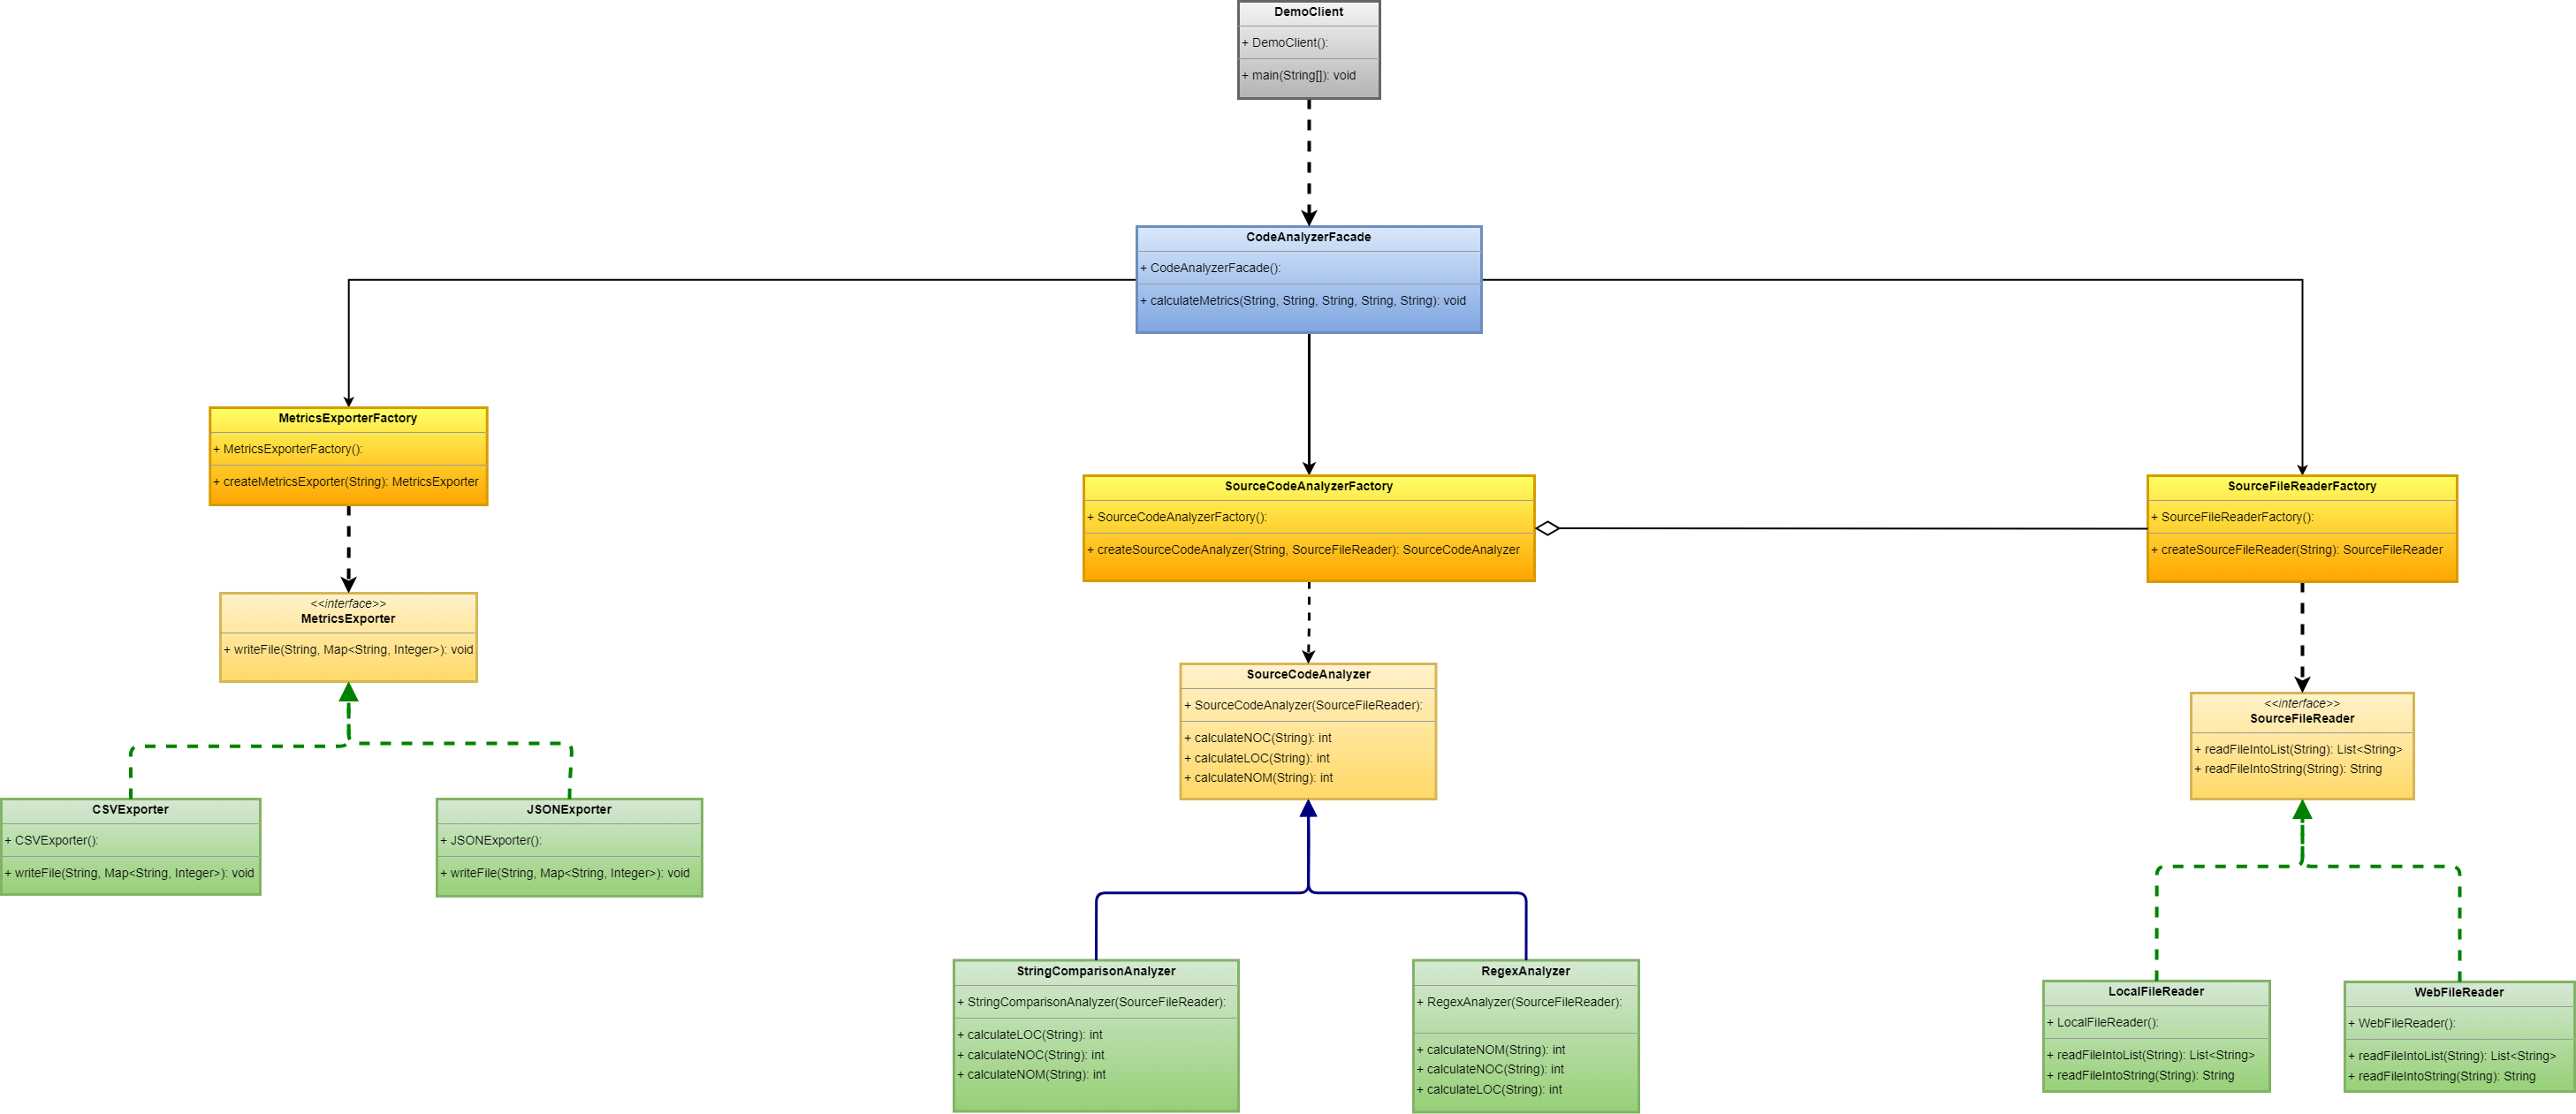 DemoClient
+ DemoClient():
+ main(String[]): void
CodeAnalyzerFacade
+ CodeAnalyzerFacade():
+ calculateMetrics(String, String, String, String, String): void
MetricsExporterFactory
+ MetricsExporterFactory():
+ createMetricsExporter(String): MetricsExporter
SourceCodeAnalyzerFactory
+ SourceCodeAnalyzerFactory():
+ createSourceCodeAnalyzer(String, SourceFileReader): SourceCodeAnalyzer
SourceFileReaderFactory
+ SourceFileReaderFactory():
+ createSourceFileReader(String): SourceFileReader
<<interface>>
MetricsExporter
+ writeFile(String, Map<String, Integer>): void
SourceCodeAnalyzer
+ SourceCodeAnalyzer(SourceFileReader):
+ calculateNOC(String): int
+ calculateLOC(String): int
+ calculateNOM(String): int
<<interface>>
SourceFileReader
+ readFileIntoList(String): List<String>
+ readFileIntoString(String): String
CSVExporter
+ CSVExporter():
+ writeFile(String, Map<String, Integer>): void
JSONExporter
+ JSONExporter():
+ writeFile(String, Map<String, Integer>): void
StringComparisonAnalyzer
+ StringComparisonAnalyzer(SourceFileReader):
+ calculateLOC(String): int
+ calculateNOC(String): int
+ calculateNOM(String): int
RegexAnalyzer
+ RegexAnalyzer(SourceFileReader):
+ calculateNOM(String): int
+ calculateNOC(String): int
+ calculateLOC(String): int
LocalFileReader
+ LocalFileReader():
+ readFileIntoList(String): List<String>
+ readFileIntoString(String): String
WebFileReader
+ WebFileReader():
+ readFileIntoList(String): List<String>
+ readFileIntoString(String): String